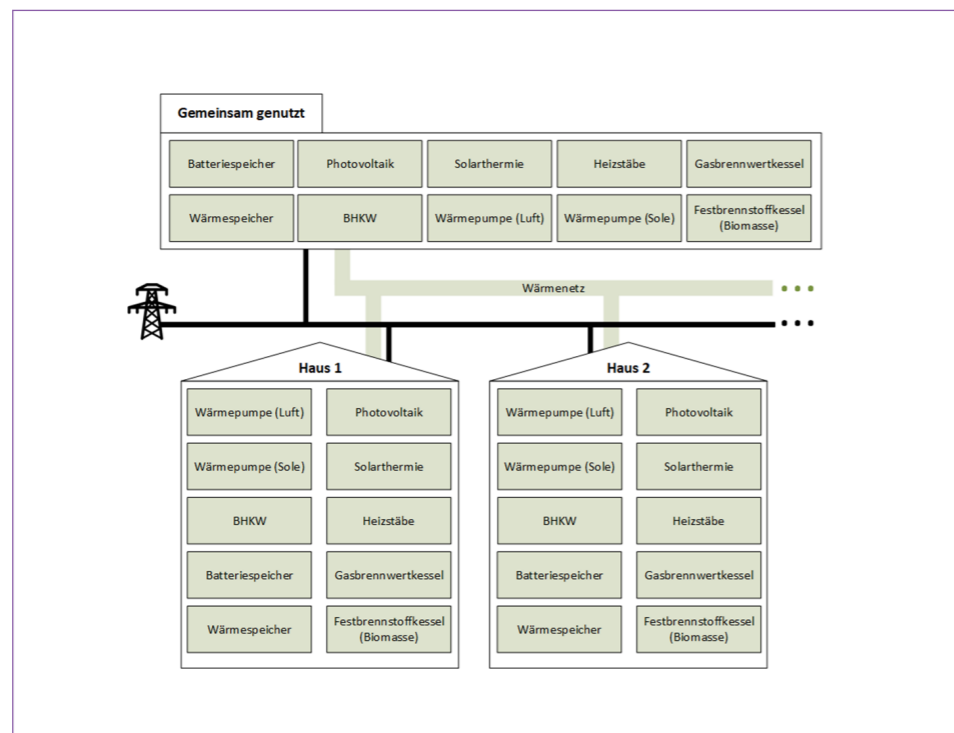 Gemeinsam genutzt
Batteriespeicher
Photovoltaik
Solarthermie
Heizstäbe
Gasbrennwertkessel
Wärmespeicher
BHKW
Wärmepumpe (Luft)
Wärmepumpe (Sole)
Festbrennstoffkessel
(Biomasse)
Wärmenetz
Haus 1
Wärmepumpe (Luft)
Photovoltaik
Wärmepumpe (Sole)
Solarthermie
BHKW
Heizstäbe
Batteriespeicher
Gasbrennwertkessel
Wärmespeicher
Festbrennstoffkessel
(Biomasse)
Haus 2
Wärmepumpe (Luft)
Photovoltaik
Wärmepumpe (Sole)
Solarthermie
BHKW
Heizstäbe
Batteriespeicher
Gasbrennwertkessel
Wärmespeicher
Festbrennstoffkessel
(Biomasse)